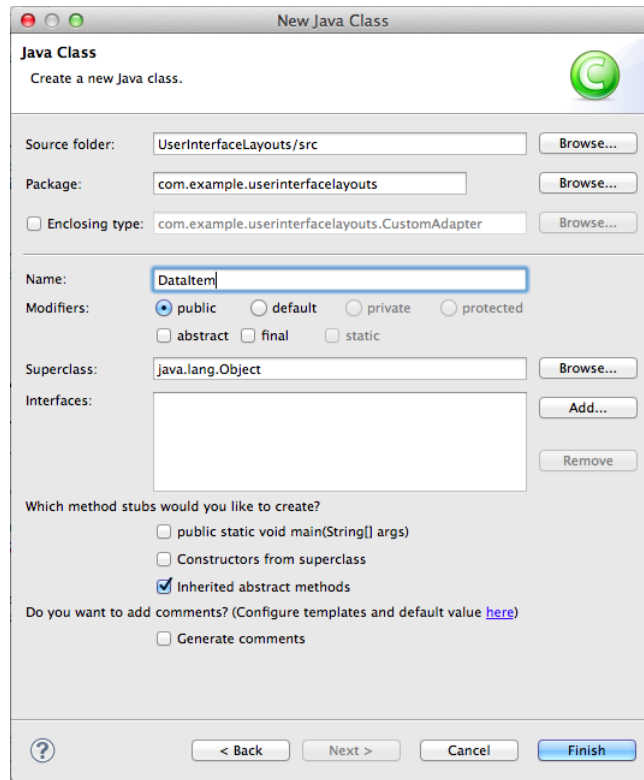 New Java Class
Java Class
Create a new Java class.
Source folder: UserInterfaceLayouts/src Browse...
Package: com.example.userinterfacelayouts Browse...
Enclosing type: com.example.userinterfacelayouts.CustomAdapter Browse...
Name: DataItem
Modifiers: public default private protected
abstract final static
Superclass: java.lang.Object Browse...
Interfaces: Add...
Remove
Which method stubs would you like to create?
public static void main(String[] args)
Constructors from superclass
Inherited abstract methods
Do you want to add comments? (Configure templates and default value here)
Generate comments
? < Back Next > Cancel Finish